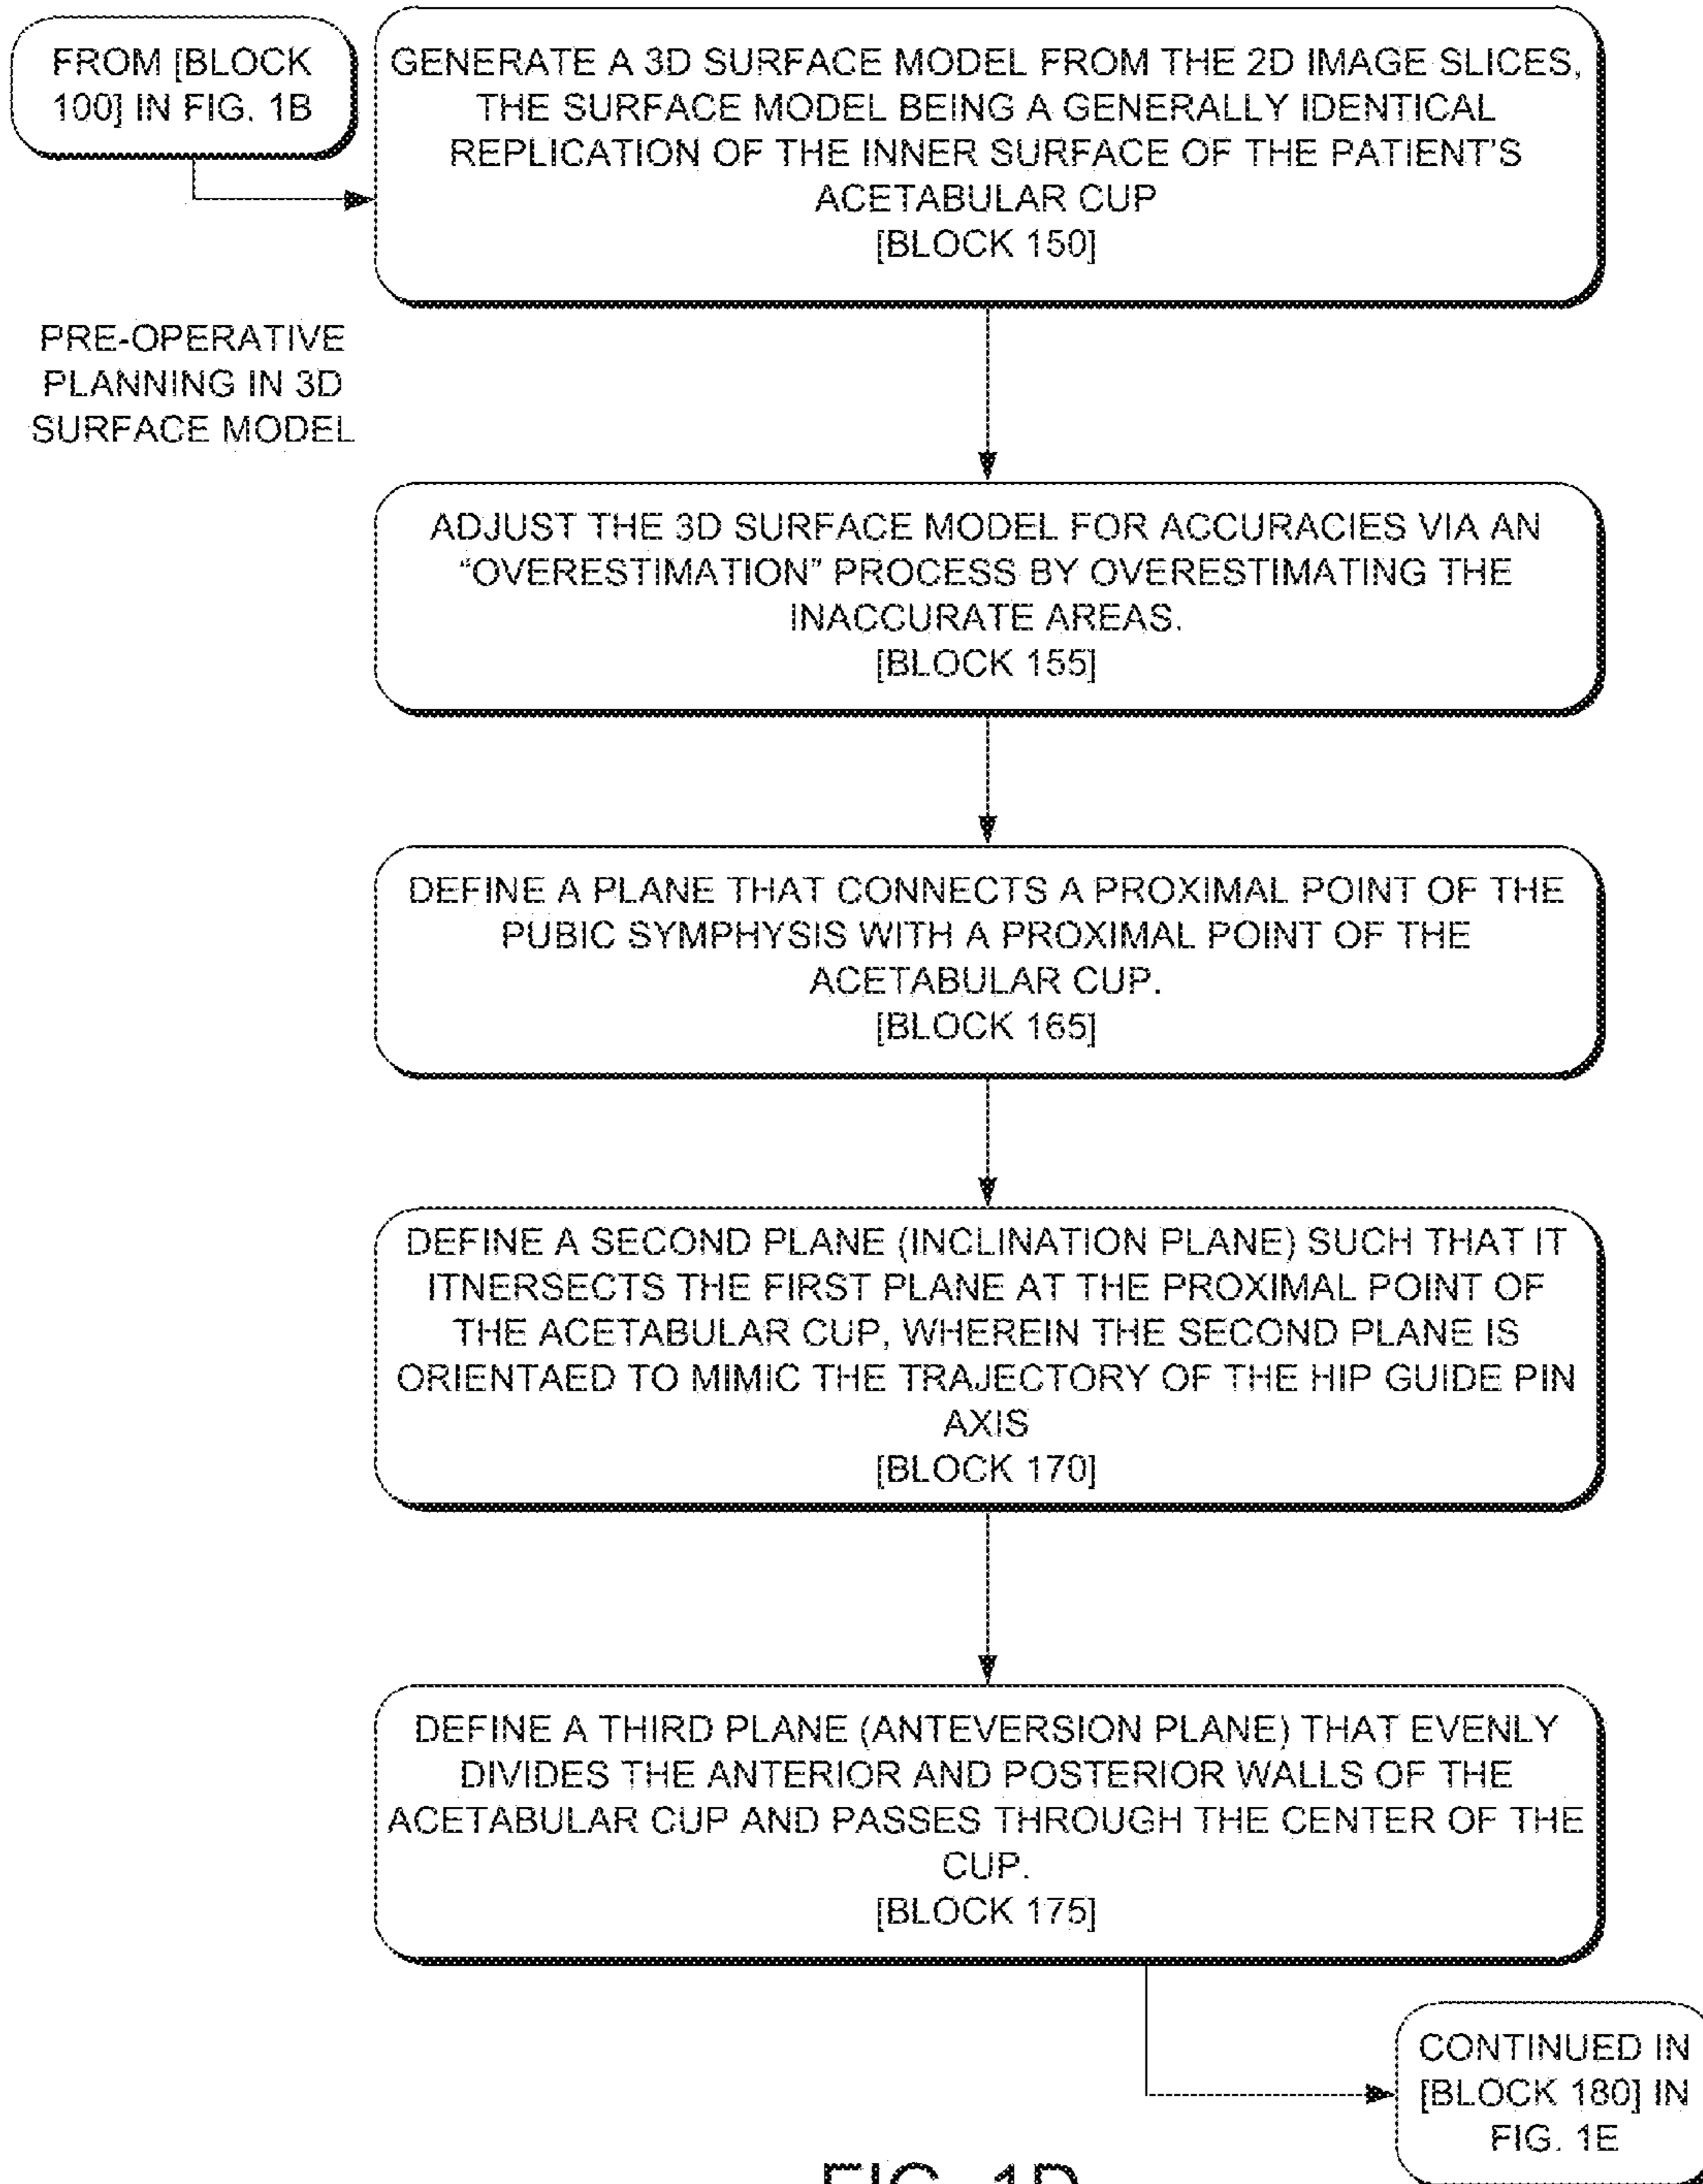 FROM [BLOCK
100] IN FIG. 1B
GENERATE A 3D SURFACE MODEL FROM THE 2D IMAGE SLICES,
THE SURFACE MODEL BEING A GENERALLY IDENTICAL
REPLICATION OF THE INNER SURFACE OF THE PATIENT'S
ACETABULAR CUP
[BLOCK 150]
PRE-OPERATIVE
PLANNING IN 3D
SURFACE MODEL
ADJUST THE 3D SURFACE MODEL FOR ACCURACIES VIA AN
"OVERESTIMATION" PROCESS BY OVERESTIMATING THE
INACCURATE AREAS.
[BLOCK 155]
DEFINE A PLANE THAT CONNECTS A PROXIMAL POINT OF THE
PUBIC SYMPHYSIS WITH A PROXIMAL POINT OF THE
ACETABULAR CUP.
[BLOCK 165]
DEFINE A SECOND PLANE (INCLINATION PLANE) SUCH THAT IT
ITNERSECTS THE FIRST PLANE AT THE PROXIMAL POINT OF
THE ACETABULAR CUP, WHEREIN THE SECOND PLANE IS
ORIENTAED TO MIMIC THE TRAJECTORY OF THE HIP GUIDE PIN
AXIS
[BLOCK 170]
DEFINE A THIRD PLANE (ANTEVERSION PLANE) THAT EVENLY
DIVIDES THE ANTERIOR AND POSTERIOR WALLS OF THE
ACETABULAR CUP AND PASSES THROUGH THE CENTER OF THE
CUP.
[BLOCK 175]
CONTINUED IN
[BLOCK 180] IN
FIG. 1E
FIG. 1D